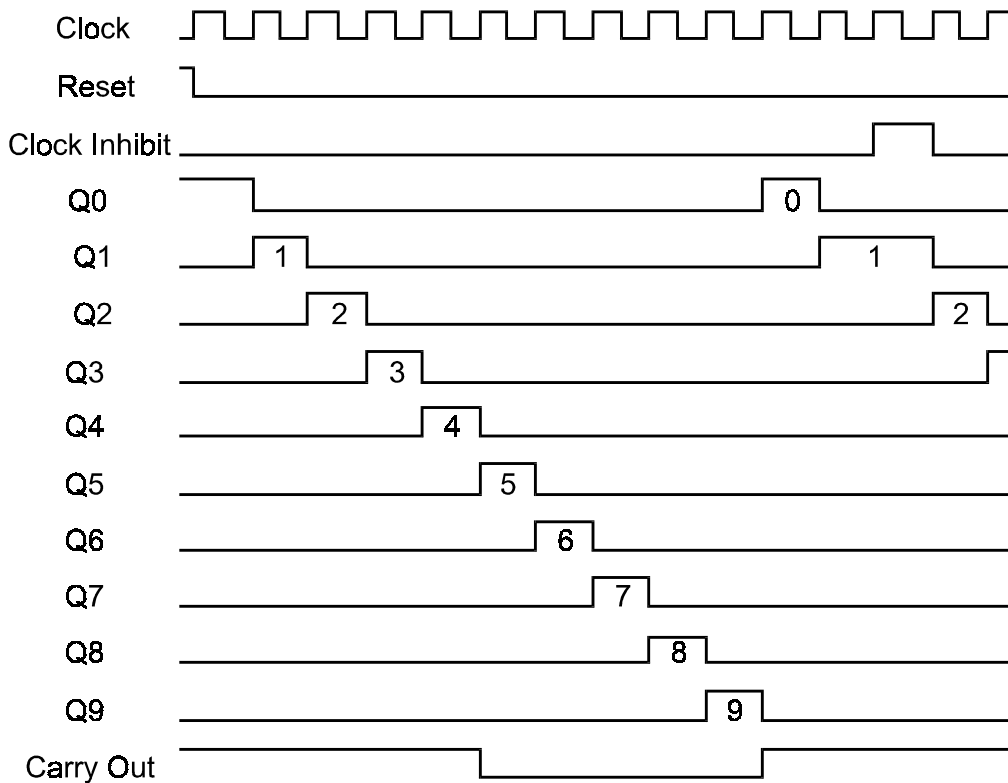 Clock
Reset
Clock Inhibit
Q0 0
Q1 1 1
Q2 2 2
Q3 3
Q4 4
Q5 5
Q6 6
Q7 7
Q8 8
Q9 9
Carry Out